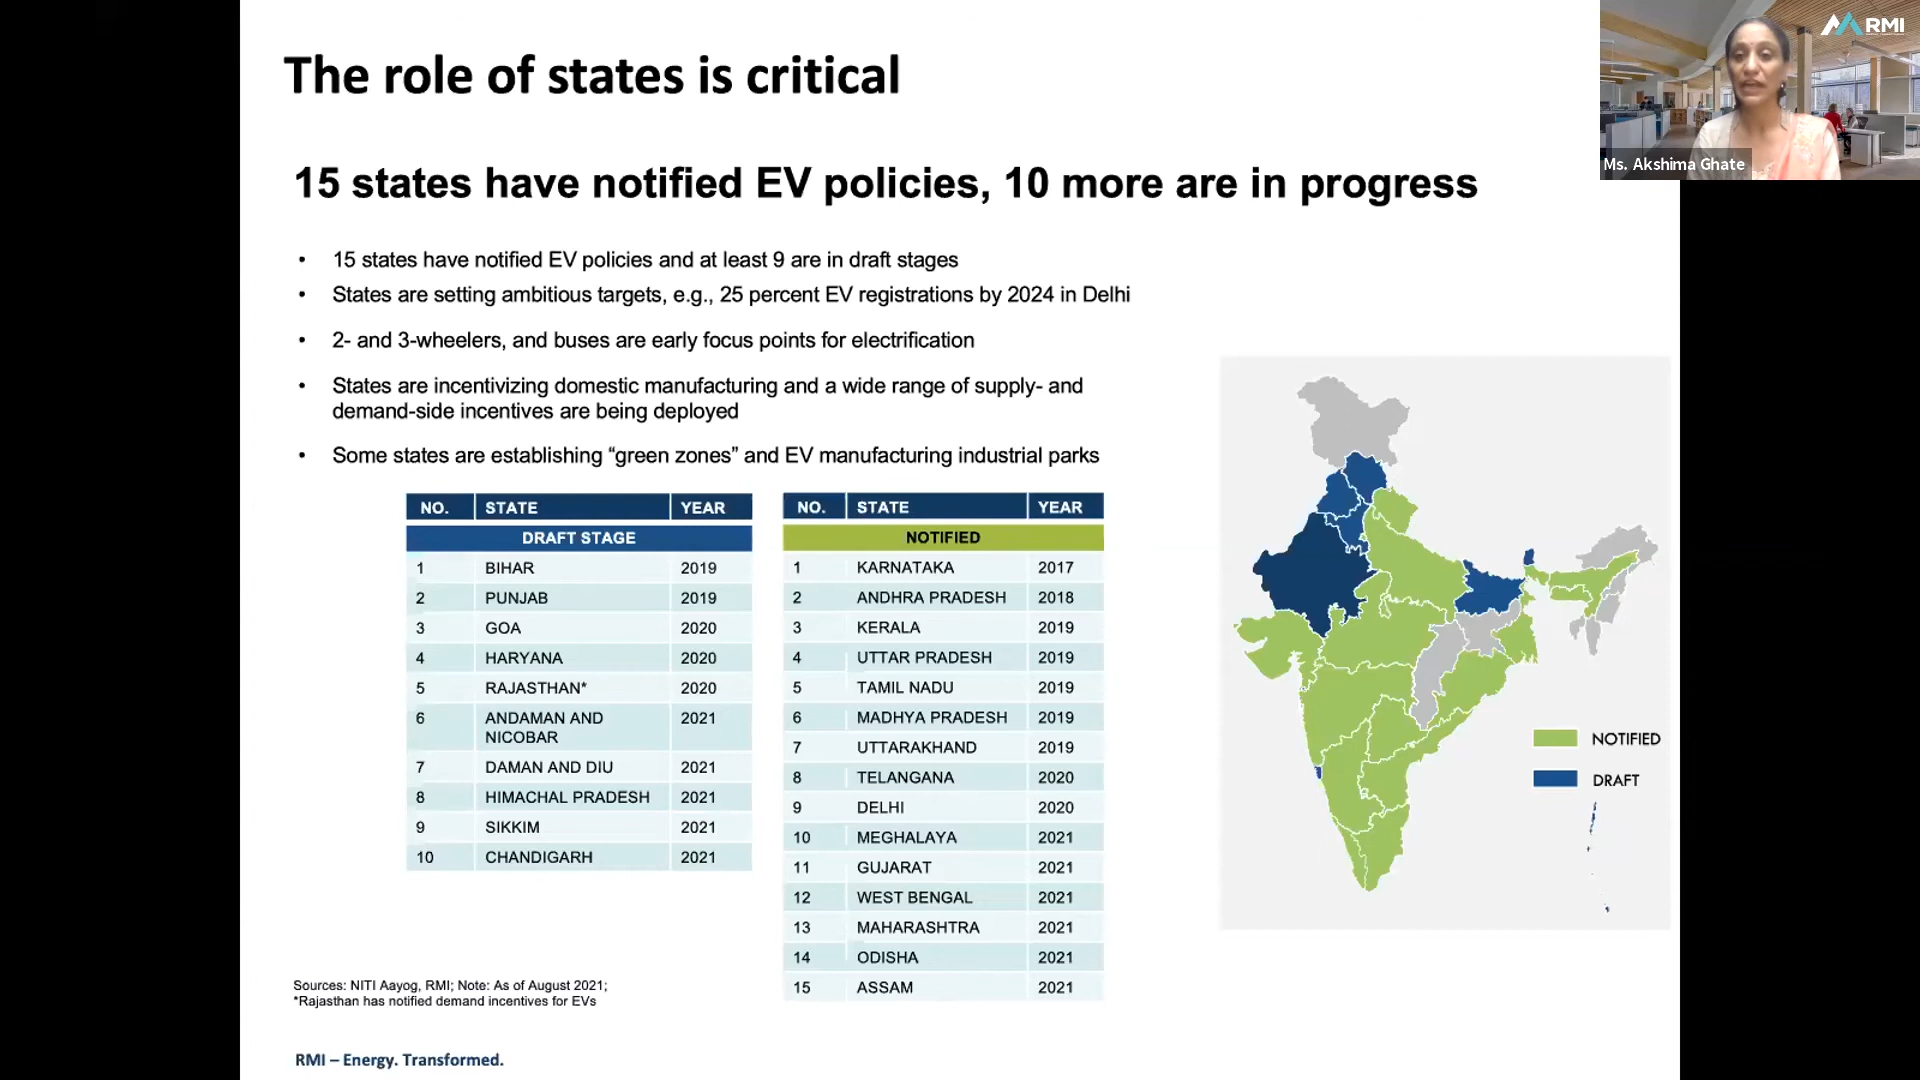 The role of states is critical
RMI
Ms. Akshima Ghate
15 states have notified EV policies, 10 more are in progress
• 15 states have notified EV policies and at least 9 are in draft stages
• States are setting ambitious targets, e.g., 25 percent EV registrations by 2024 in Delhi
• 2- and 3-wheelers, and buses are early focus points for electrification
• States are incentivizing domestic manufacturing and a wide range of supply- and
demand-side incentives are being deployed
• Some states are establishing “green zones” and EV manufacturing industrial parks
NO. STATE YEAR
DRAFT STAGE
1 BIHAR 2019
2 PUNJAB 2019
3 GOA 2020
4 HARYANA 2020
5 RAJASTHAN* 2020
6 ANDAMAN AND 2021
NICOBAR
7 DAMAN AND DIU 2021
8 HIMACHAL PRADESH 2021
9 SIKKIM 2021
10 CHANDIGARH 2021
NO. STATE YEAR
NOTIFIED
1 KARNATAKA 2017
2 ANDHRA PRADESH 2018
3 KERALA 2019
4 UTTAR PRADESH 2019
5 TAMIL NADU 2019
6 MADHYA PRADESH 2019
7 UTTARAKHAND 2019
8 TELANGANA 2020
9 DELHI 2020
10 MEGHALAYA 2021
11 GUJARAT 2021
12 WEST BENGAL 2021
13 MAHARASHTRA 2021
14 ODISHA 2021
15 ASSAM 2021
NOTIFIED
DRAFT
Sources: NITI Aayog, RMI; Note: As of August 2021;
*Rajasthan has notified demand incentives for EVs
RMI – Energy. Transformed.